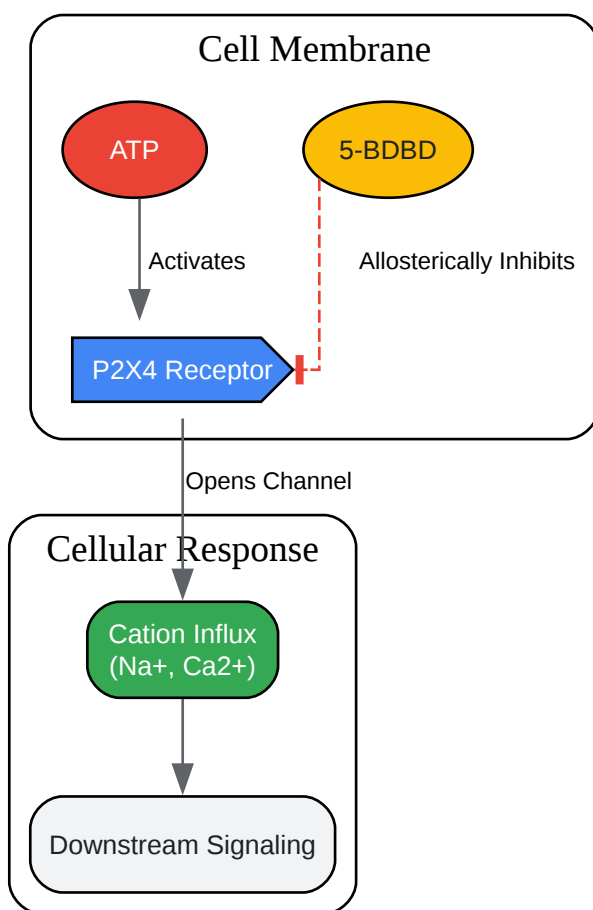 Cell Membrane
ATP
5-BDBD
Activates
Allosterically Inhibits
P2X4 Receptor
Opens Channel
Cellular Response
Cation Influx
(Na+, Ca2+)
Downstream Signaling